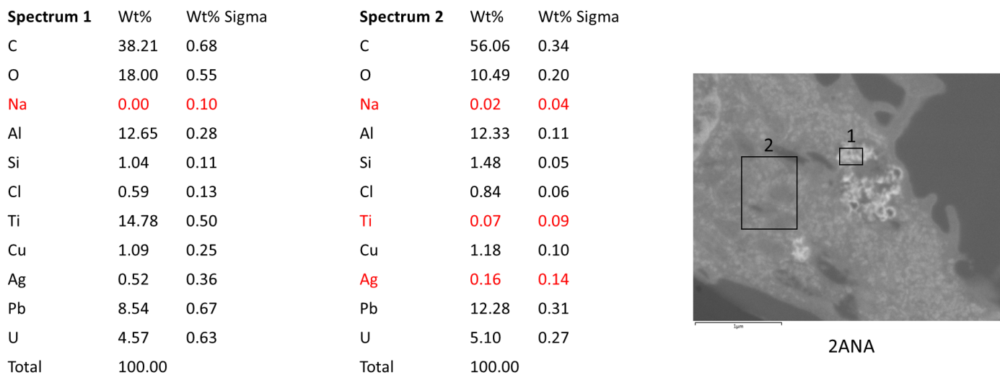 Spectrum 1 Wt% Wt% Sigma
C 38.21 0.68
O 18.00 0.55
Na 0.00 0.10
Al 12.65 0.28
Si 1.04 0.11
Cl 0.59 0.13
Ti 14.78 0.50
Cu 1.09 0.25
Ag 0.52 0.36
Pb 8.54 0.67
U 4.57 0.63
Total 100.00
Spectrum 2 Wt% Wt% Sigma
C 56.06 0.34
O 10.49 0.20
Na 0.02 0.04
Al 12.33 0.11
Si 1.48 0.05
Cl 0.84 0.06
Ti 0.07 0.09
Cu 1.18 0.10
Ag 0.16 0.14
Pb 12.28 0.31
U 5.10 0.27
Total 100.00
1
2
1µm
2ANA